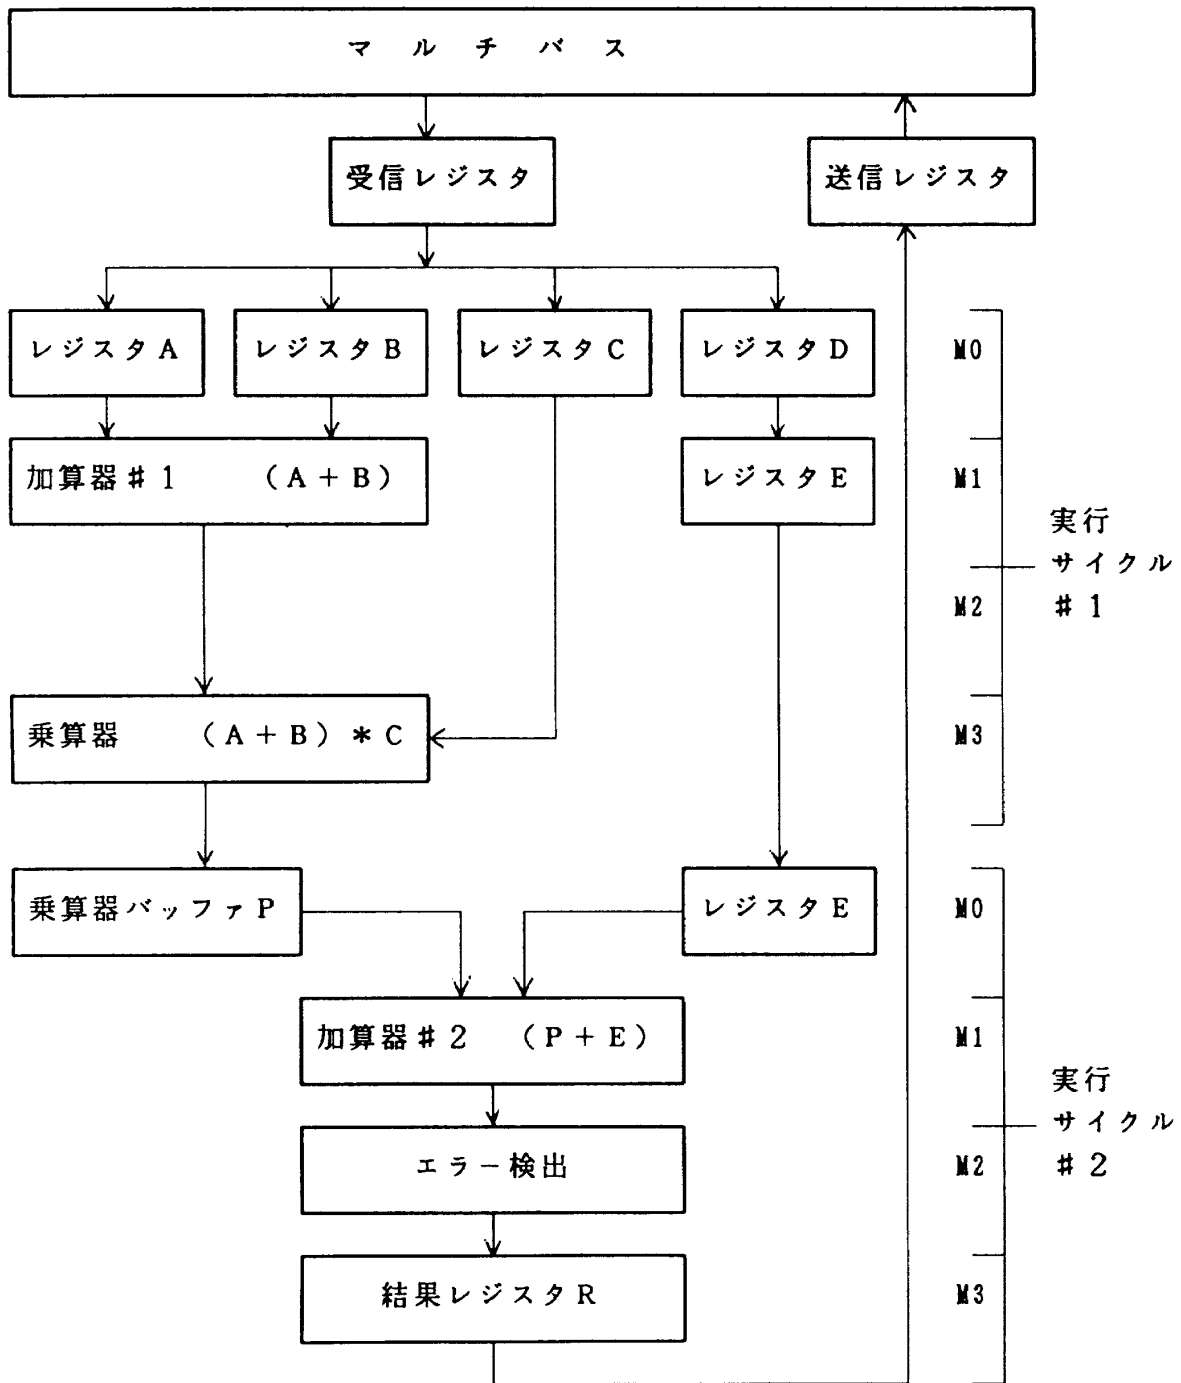 マルチバス
受信レジスタ
送信レジスタ
レジスタA
レジスタB
レジスタC
レジスタD
M0
加算器#1 (A+B)
レジスタE
M1
実行
サイクル
#1
M2
乗算器 (A+B)*C
M3
乗算器バッファP
レジスタE
M0
加算器#2 (P+E)
M1
実行
サイクル
#2
エラー検出
M2
結果レジスタR
M3